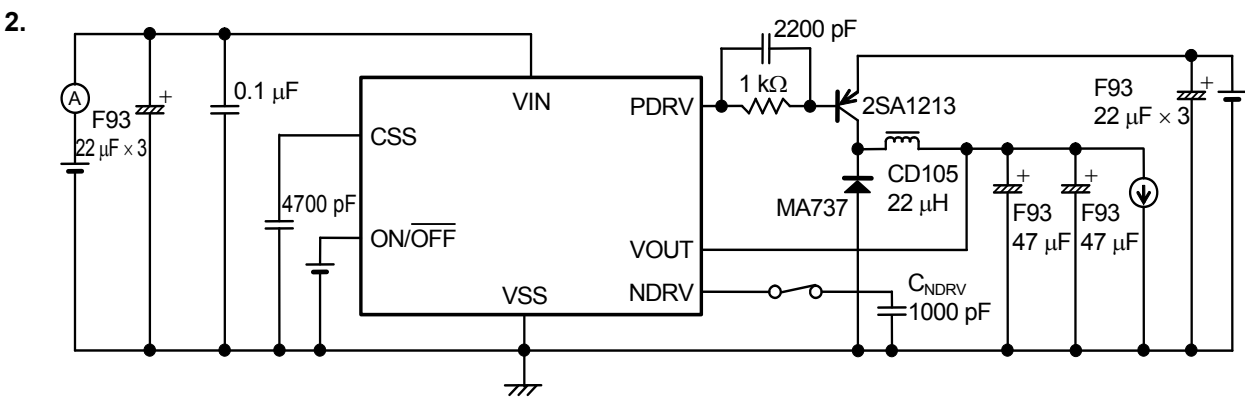 2.
2200 pF
1 kΩ
A
F93
22 μF × 3
+
0.1 μF
VIN
PDRV
2SA1213
F93
22 μF × 3
+
CSS
4700 pF
ON/O̅F̅F̅
CD105
22 μH
MA737
+
F93
47 μF
+
F93
47 μF
VOUT
VSS
NDRV
CNDRV
1000 pF